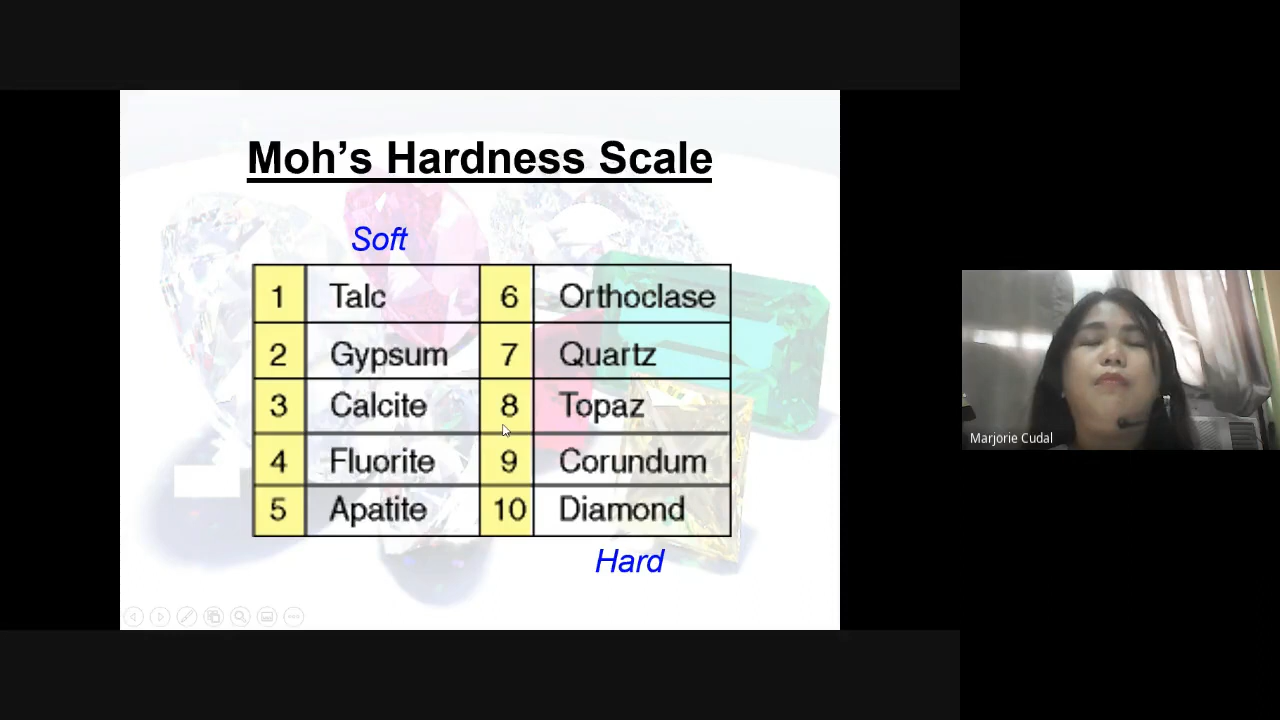 Moh’s Hardness Scale
Soft
1 Talc 6 Orthoclase
2 Gypsum 7 Quartz
3 Calcite 8 Topaz
4 Fluorite 9 Corundum
5 Apatite 10 Diamond
Hard
Marjorie Cudal